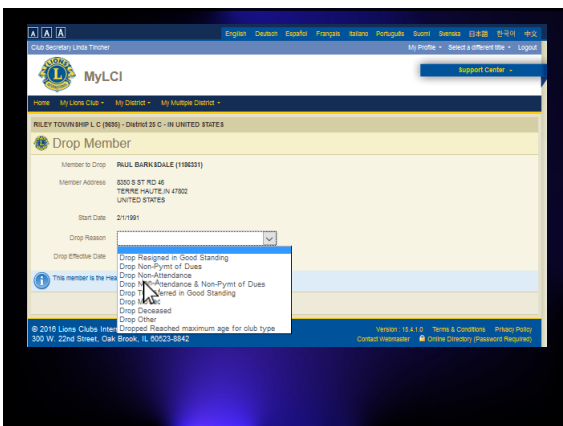 A A A English Deutsch Español Français Italiano Português Suomi Svenska 日本語 한국어 中文
Club Secretary Linda Tincher My Profile Select a different title Logout
MyLCI
Support Center
Home My Lions Club My District My Multiple District
RILEY TOWNSHIP L C (9695) - District 25 C - IN UNITED STATES
Drop Member
Member to Drop PAUL BARKSDALE (1186331)
Member Address 8350 S ST RD 46
TERRE HAUTE,IN 47802
UNITED STATES
Start Date 2/1/1991
Drop Reason
Drop Effective Date
Drop Resigned in Good Standing
Drop Non-Pymt of Dues
Drop Non-Attendance
Drop Non-Attendance & Non-Pymt of Dues
Drop in Good Standing
Drop
Drop Deceased
Drop Other
Dropped Reached maximum age for club type
This member is the
© 2016 Lions Clubs
300 W. 22nd Street, Oak Brook, IL 60523-8842
Version : 15.4.1.0 Terms & Conditions Privacy Policy
Contact Webmaster Online Directory (Password Required)